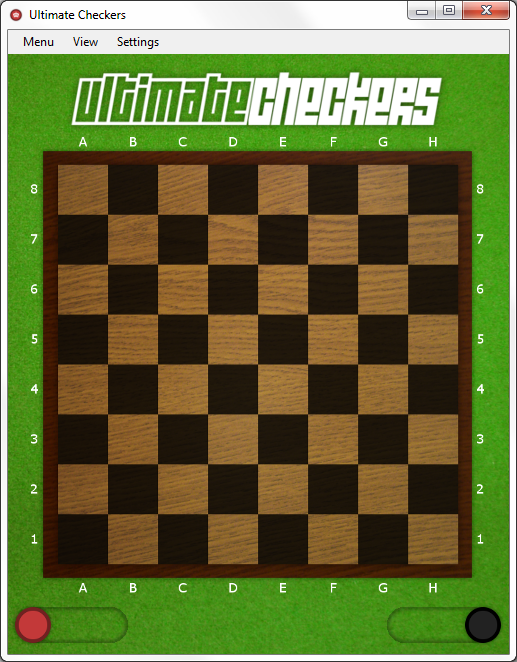 Ultimate Checkers
Menu View Settings
ultimatecheckers
A B C D E F G H
8 8
7 7
6 6
5 5
4 4
3 3
2 2
1 1
A B C D E F G H